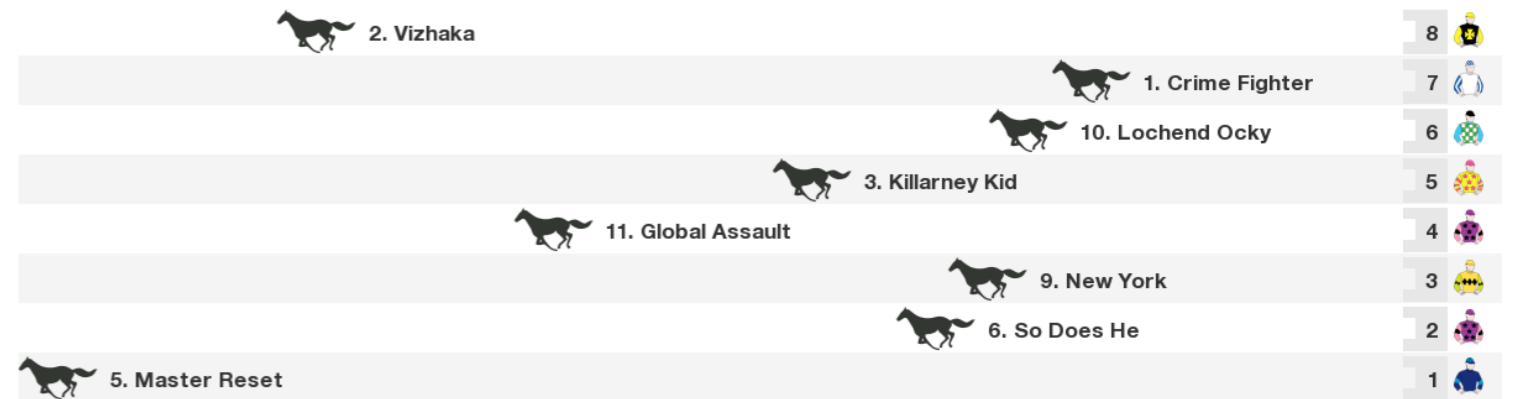 2. Vizhaka 8
1. Crime Fighter 7
10. Lochend Ocky 6
3. Killarney Kid 5
11. Global Assault 4
9. New York 3
6. So Does He 2
5. Master Reset 1